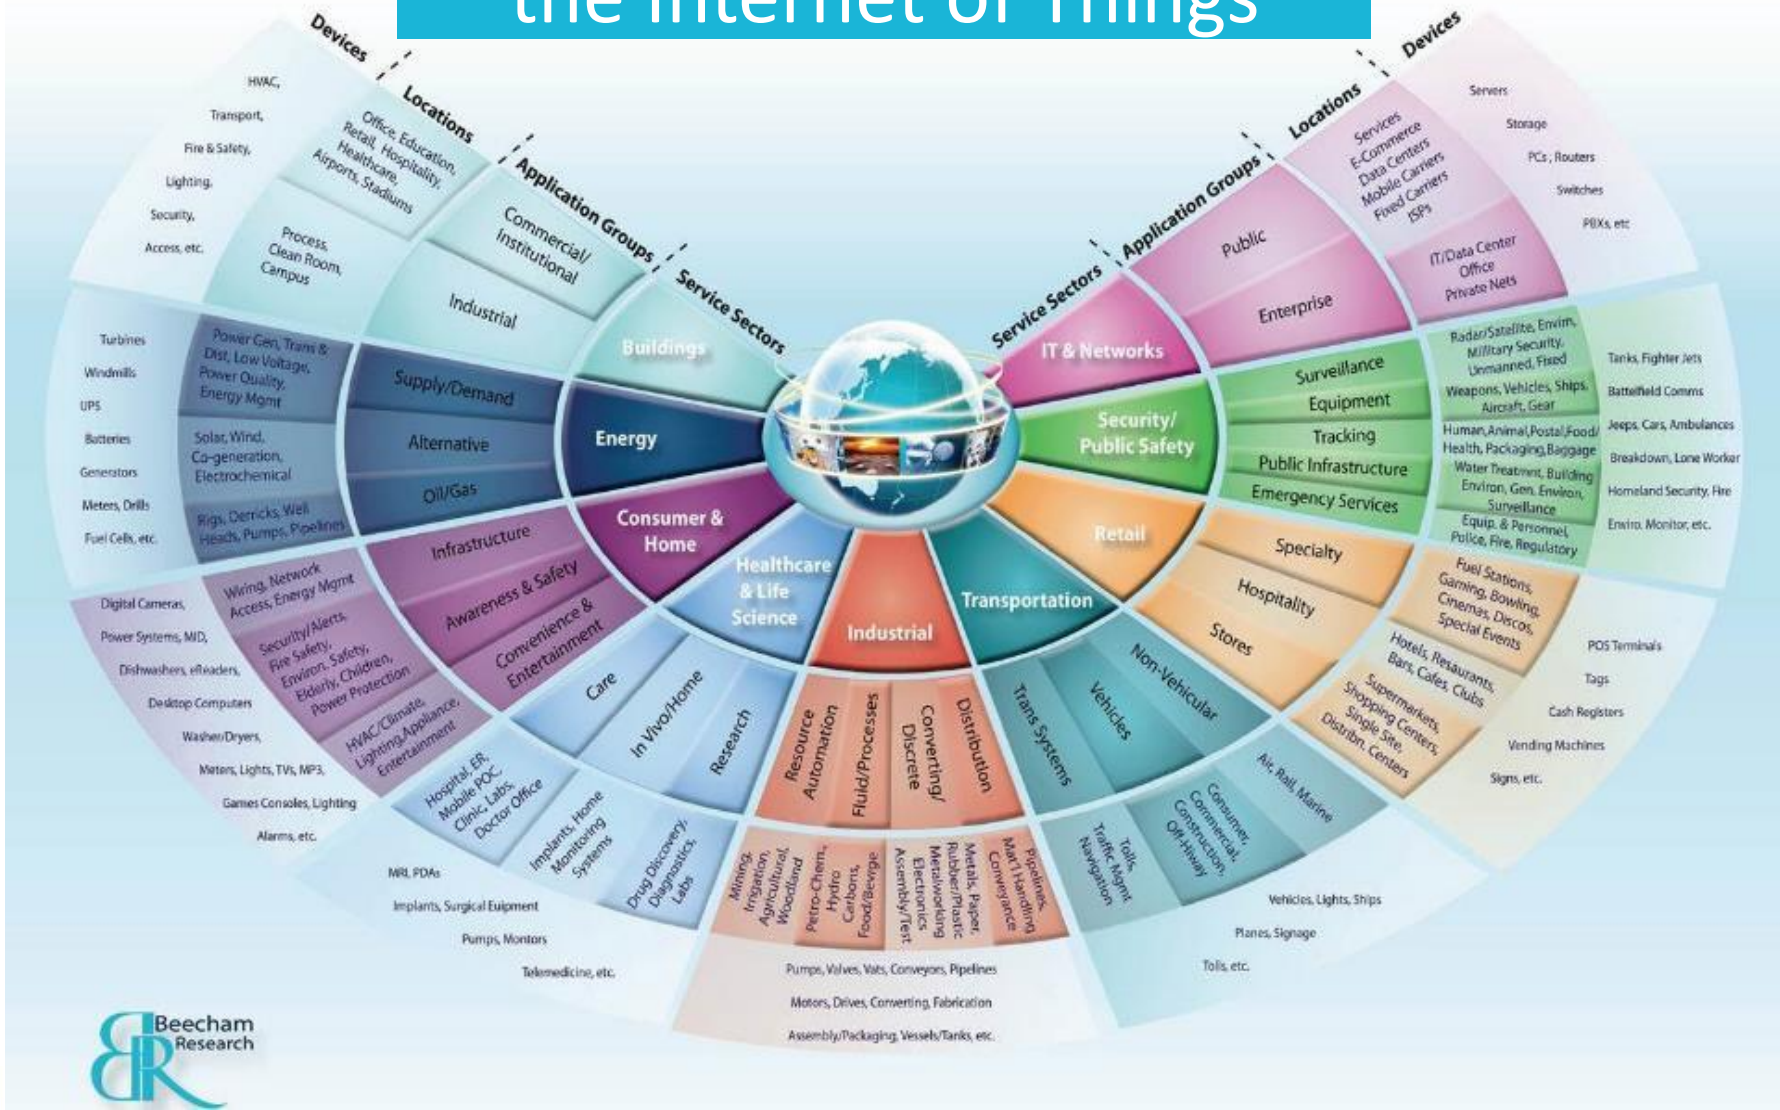 the Internet of Things
Devices
Locations
Application Groups
Service Sectors
Service Sectors
Application Groups
Locations
Devices
HVAC,
Transport,
Fire & Safety,
Lighting,
Security,
Access, etc.
Office, Education,
Retail, Hospitality,
Healthcare,
Airports, Stadiums
Process,
Clean Room,
Campus
Commercial/
Institutional
Industrial
Buildings
Turbines
Windmills
UPS
Batteries
Generators
Meters, Drills
Fuel Cells, etc.
Power Gen, Trans &
Dist, Low Voltage,
Power Quality,
Energy Mgmt
Solar, Wind,
Co-generation,
Electrochemical
Rigs, Derricks, Well
Heads, Pumps, Pipelines
Supply/Demand
Alternative
Oil/Gas
Energy
Digital Cameras,
Power Systems, MID,
Dishwashers, eReaders,
Desktop Computers
Washer/Dryers,
Meters, Lights, TVs, MP3,
Games Consoles, Lighting
Alarms, etc.
Wiring, Network
Access, Energy Mgmt
Security/Alerts,
Fire Safety,
Environ, Safety,
Elderly, Children,
Power Protection
HVAC/Climate,
Lighting,Appliance,
Entertainment
Infrastructure
Awareness & Safety
Convenience &
Entertainment
Consumer &
Home
MRI, PDAs
Implants, Surgical Euipment
Pumps, Montors
Telemedicine, etc.
Hospital, ER,
Mobile POC,
Clinic, Labs,
Doctor Office
Implants, Home
Monitoring
Systems
Drug Discovery,
Diagnostics,
Labs
Care
In Vivo/Home
Research
Healthcare
& Life
Science
Industrial
Resource
Automation
Fluid/Processes
Converting/
Discrete
Distribution
Mining,
Irrigation,
Agricultural,
Woodland
Petro-Chem.,
Hydro
Carbons,
Food/Bevrge
Metals, Paper,
Rubber/Plastic
Metalworking
Electronics
Assembly/Test
Pipelines,
Mat'l Handling
Conveyance
Pumps, Valves, Vats, Conveyors, Pipelines
Motors, Drives, Converting, Fabrication
Assembly/Packaging, Vessels/Tanks, etc.
Transportation
Non-Vehicular
Vehicles
Trans Systems
Air, Rail, Marine
Consumer,
Commercial,
Construction,
Off-Hiway
Tolls,
Traffic Mgmt
Navigation
Vehicles, Lights, Ships
Planes, Signage
Tolls, etc.
Retail
Specialty
Hospitality
Stores
Fuel Stations,
Gaming, Bowling,
Cinemas, Discos,
Special Events
Hotels, Resaurants,
Bars, Cafes, Clubs
Supermarkets,
Shopping Centers,
Single Site,
Distribn, Centers
POS Terminals
Tags
Cash Registers
Vending Machines
Signs, etc.
Security/
Public Safety
Surveillance
Equipment
Tracking
Public Infrastructure
Emergency Services
Radar/Satellite, Envirn,
Military Security,
Unmanned, Fixed
Weapons, Vehicles, Ships,
Aircraft, Gear
Human,Animal,Postal,Food/
Health, Packaging,Baggage
Water Treatmnt, Building
Environ, Gen. Environ,
Surveillance
Equip. & Personnel,
Police, Fire, Regulatory
Tanks, Fighter Jets
Battelfield Comms
Jeeps, Cars, Ambulances
Breakdown, Lone Worker
Homeland Security, Fire
Enviro. Monitor, etc.
IT & Networks
Public
Enterprise
Services
E-Commerce
Data Centers
Mobile Carriers
Fixed Carriers
ISPs
IT/Data Center
Office
Private Nets
Servers
Storage
PCs, Routers
Switches
PBXs, etc
Beecham
Research
BR